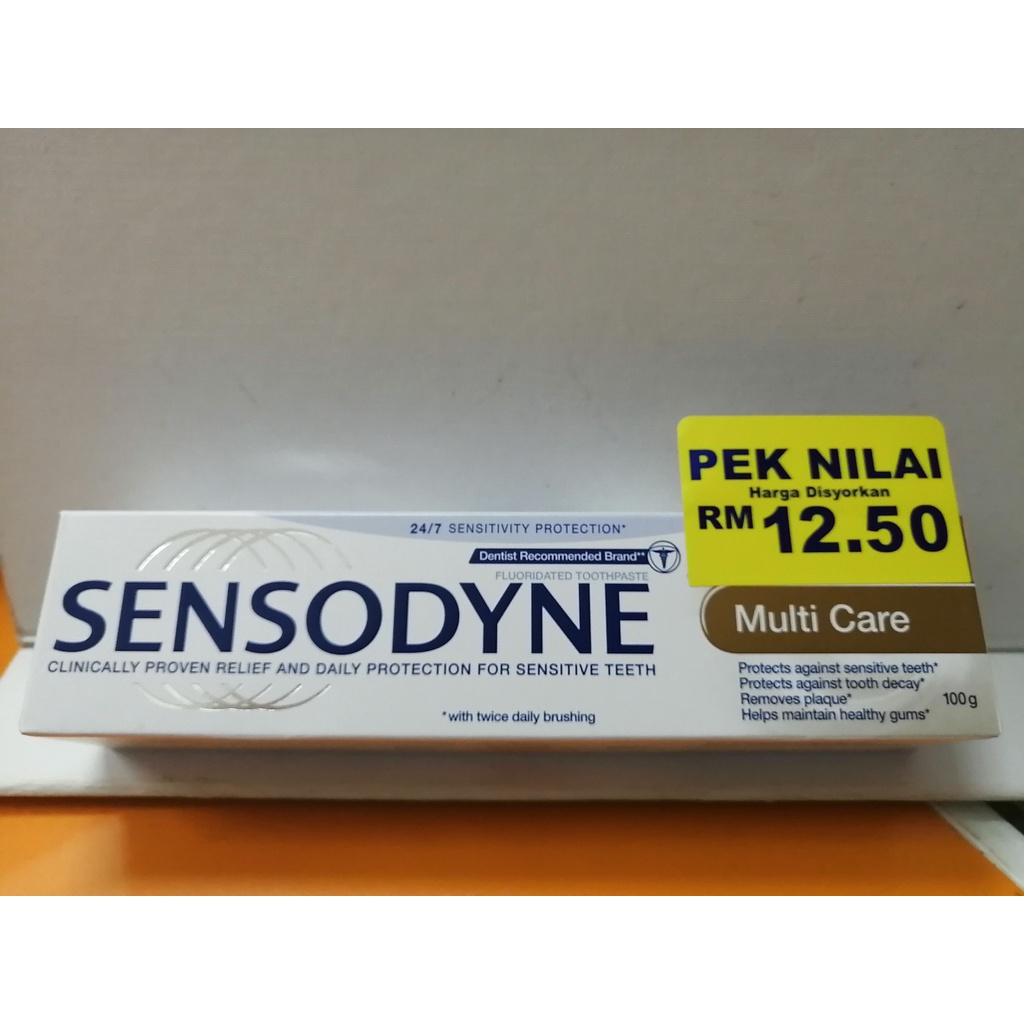 24/7 SENSITIVITY PROTECTION*
Dentist Recommended Brand**
FLUORIDATED TOOTHPASTE
SENSODYNE
CLINICALLY PROVEN RELIEF AND DAILY PROTECTION FOR SENSITIVE TEETH
*with twice daily brushing
PEK NILAI
Harga Disyorkan
RM 12.50
Multi Care
Protects against sensitive teeth*
Protects against tooth decay*
Removes plaque*
Helps maintain healthy gums*
100g